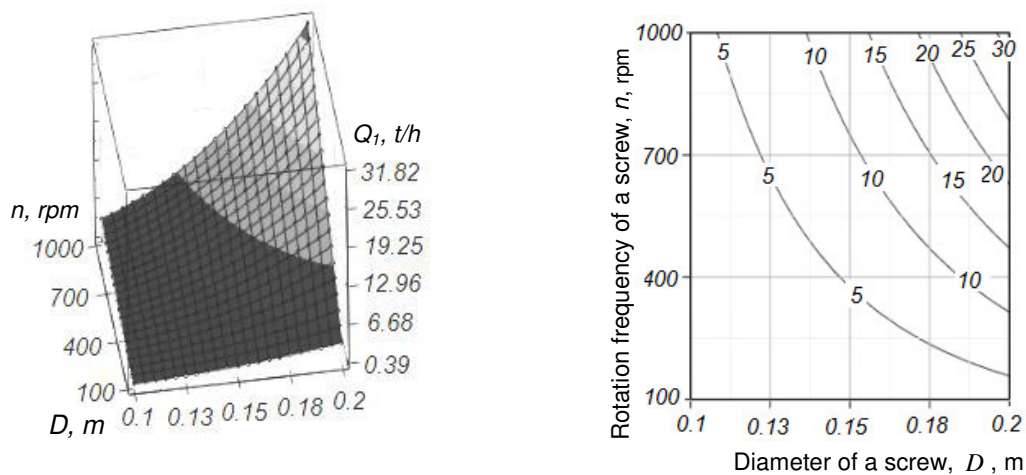 Q1, t/h
31.82
25.53
19.25
12.96
6.68
0.39
n, rpm
1000
700
400
100
0.1 0.13 0.15 0.18 0.2
D, m
Rotation frequency of a screw, n, rpm
1000
700
400
100
5 10 15 20 25 30
5 10 15 20
5 10
0.1 0.13 0.15 0.18 0.2
Diameter of a screw, D , m